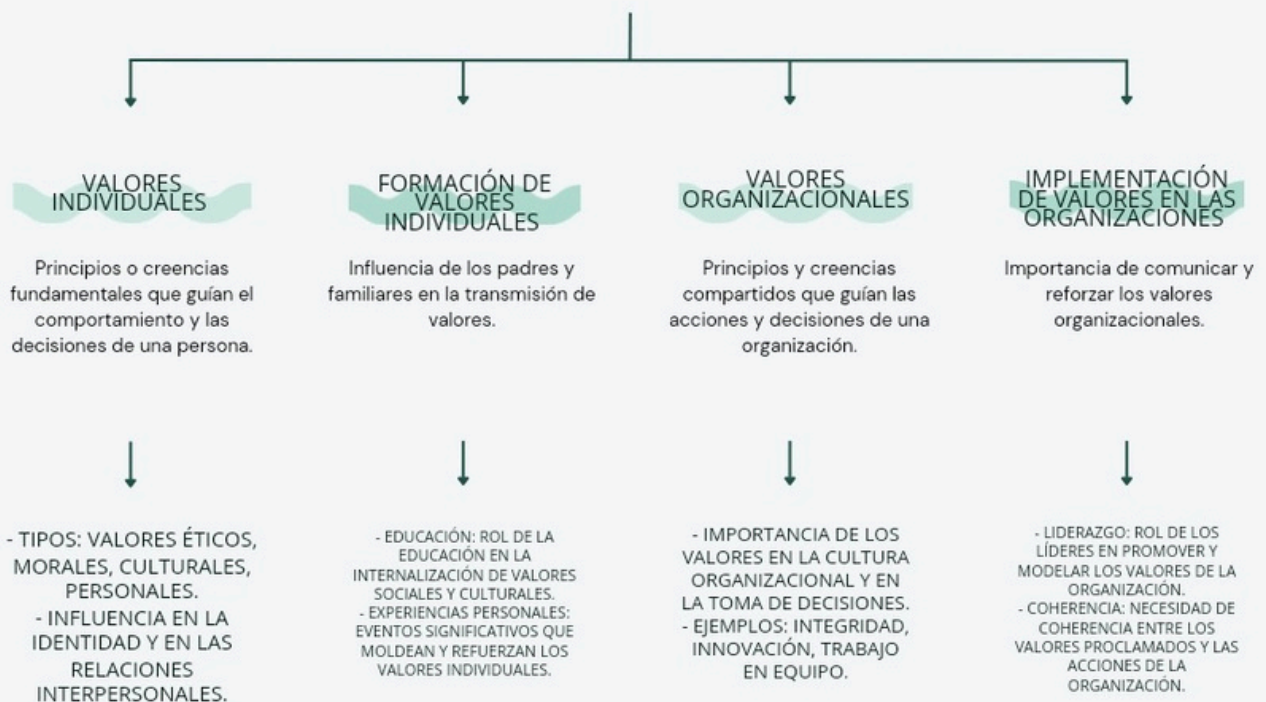 VALORES
INDIVIDUALES
Principios o creencias
fundamentales que guían el
comportamiento y las
decisiones de una persona.
- TIPOS: VALORES ÉTICOS,
MORALES, CULTURALES,
PERSONALES.
- INFLUENCIA EN LA
IDENTIDAD Y EN LAS
RELACIONES
INTERPERSONALES.
FORMACIÓN DE
VALORES
INDIVIDUALES
Influencia de los padres y
familiares en la transmisión de
valores.
- EDUCACIÓN: ROL DE LA
EDUCACIÓN EN LA
INTERNALIZACIÓN DE VALORES
SOCIALES Y CULTURALES.
- EXPERIENCIAS PERSONALES:
EVENTOS SIGNIFICATIVOS QUE
MOLDEAN Y REFUERZAN LOS
VALORES INDIVIDUALES.
VALORES
ORGANIZACIONALES
Principios y creencias
compartidos que guían las
acciones y decisiones de una
organización.
- IMPORTANCIA DE LOS
VALORES EN LA CULTURA
ORGANIZACIONAL Y EN
LA TOMA DE DECISIONES.
- EJEMPLOS: INTEGRIDAD,
INNOVACIÓN, TRABAJO
EN EQUIPO.
IMPLEMENTACIÓN
DE VALORES EN LAS
ORGANIZACIONES
Importancia de comunicar y
reforzar los valores
organizacionales.
- LIDERAZGO: ROL DE LOS
LÍDERES EN PROMOVER Y
MODELAR LOS VALORES DE LA
ORGANIZACIÓN.
- COHERENCIA: NECESIDAD DE
COHERENCIA ENTRE LOS
VALORES PROCLAMADOS Y LAS
ACCIONES DE LA
ORGANIZACIÓN.